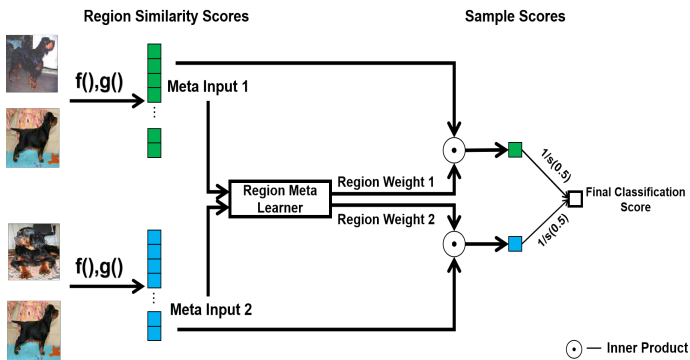 Region Similarity Scores
Sample Scores
f(),g()
Meta Input 1
Region Meta
Learner
Region Weight 1
Region Weight 2
1/s(0.5)
1/s(0.5)
Final Classification
Score
f(),g()
Meta Input 2
Inner Product